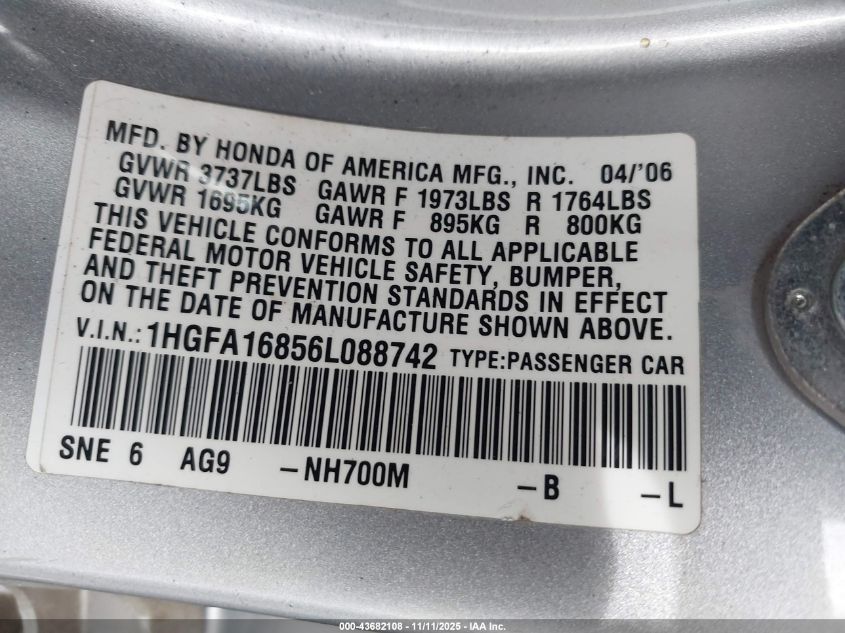 MFD. BY HONDA OF AMERICA MFG., INC. 04/'06
GVWR 3737LBS GAWR F 1973LBS R 1764LBS
GVWR 1695KG GAWR F 895KG R 800KG
THIS VEHICLE CONFORMS TO ALL APPLICABLE
FEDERAL MOTOR VEHICLE SAFETY, BUMPER,
AND THEFT PREVENTION STANDARDS IN EFFECT
ON THE DATE OF MANUFACTURE SHOWN ABOVE.
V.I.N.: 1HGFA16856L088742 TYPE:PASSENGER CAR
SNE 6 AG9 -NH700M -B -L
000-43682108 - 11/11/2025 - IAA Inc.